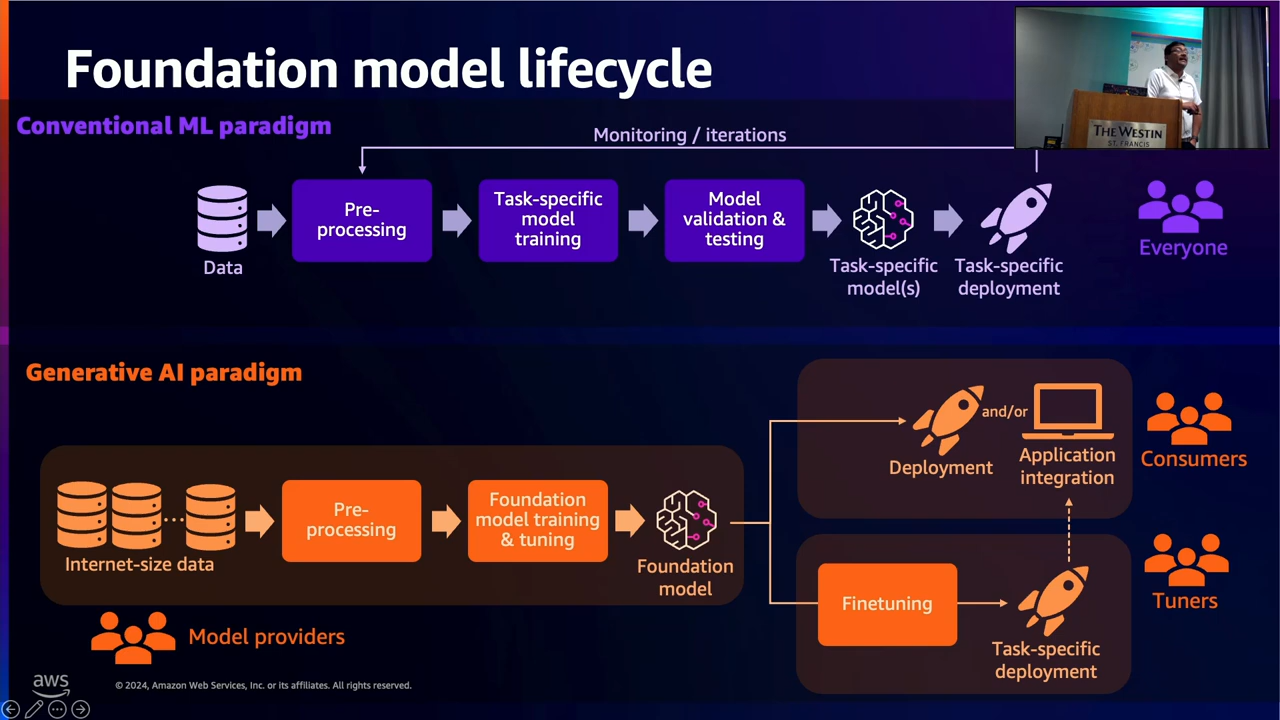 Foundation model lifecycle
THE WESTIN
ST. FRANCIS
Conventional ML paradigm
Monitoring / iterations
Data
Pre-
processing
Task-specific
model
training
Model
validation &
testing
Task-specific
model(s)
Task-specific
deployment
Everyone
Generative AI paradigm
Internet-size data
Pre-
processing
Foundation
model training
& tuning
Foundation
model
Model providers
Deployment
and/or
Application
integration
Consumers
Finetuning
Task-specific
deployment
Tuners
aws
© 2024, Amazon Web Services, Inc. or its affiliates. All rights reserved.